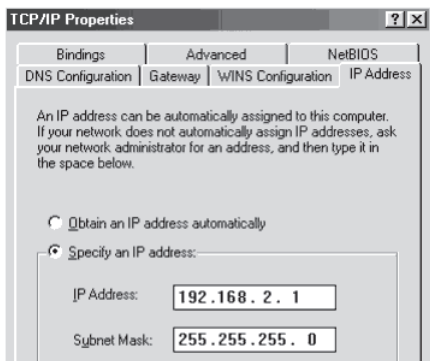 TCP/IP Properties
? ×
Bindings Advanced NetBIOS
DNS Configuration Gateway WINS Configuration IP Address
An IP address can be automatically assigned to this computer.
If your network does not automatically assign IP addresses, ask
your network administrator for an address, and then type it in
the space below.
Obtain an IP address automatically
Specify an IP address:
IP Address: 192.168. 2. 1
Subnet Mask: 255.255.255. 0